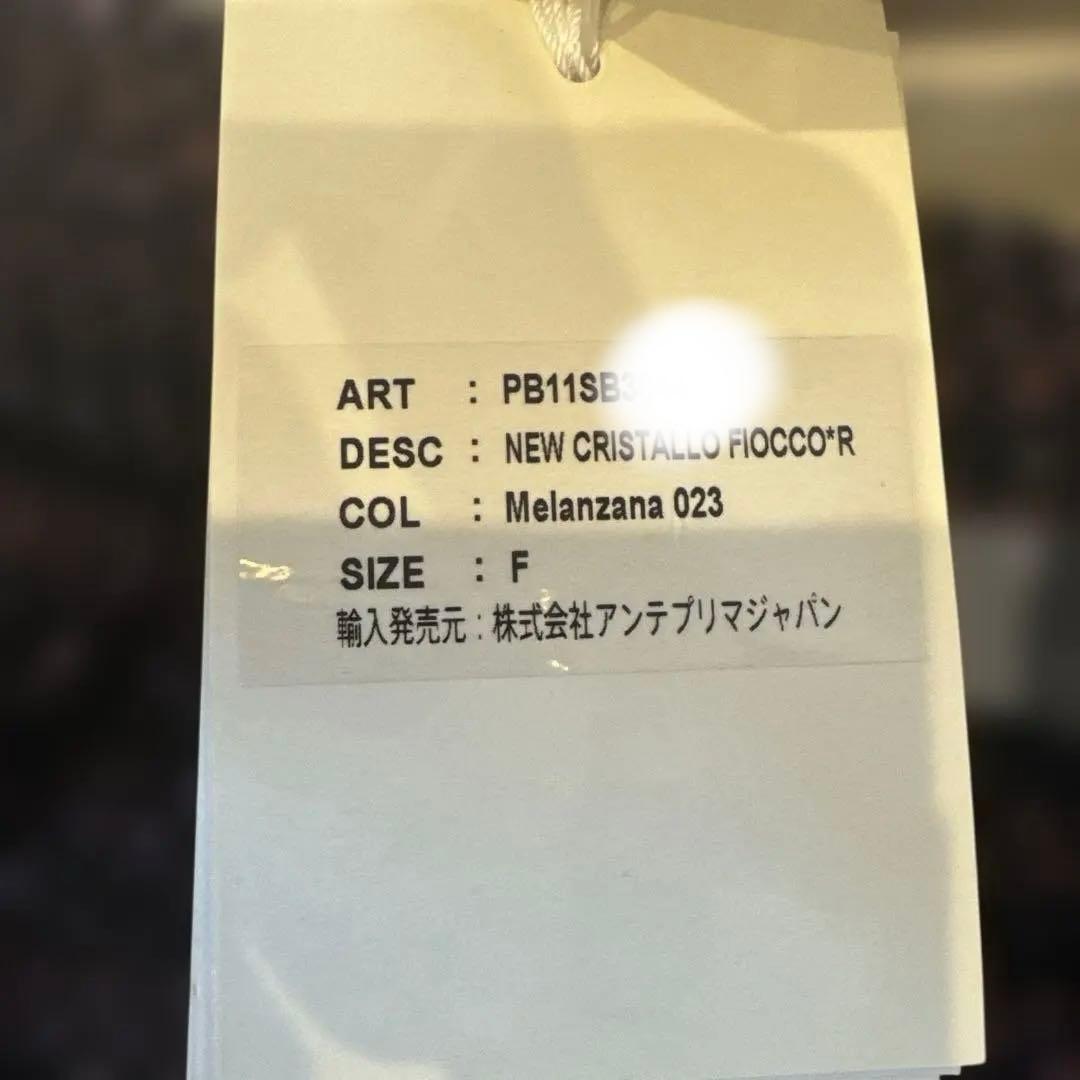 ART : PB11SB3
DESC : NEW CRISTALLO FIOCCO*R
COL : Melanzana 023
SIZE : F
輸入発売元 : 株式会社アンテプリマジャパン